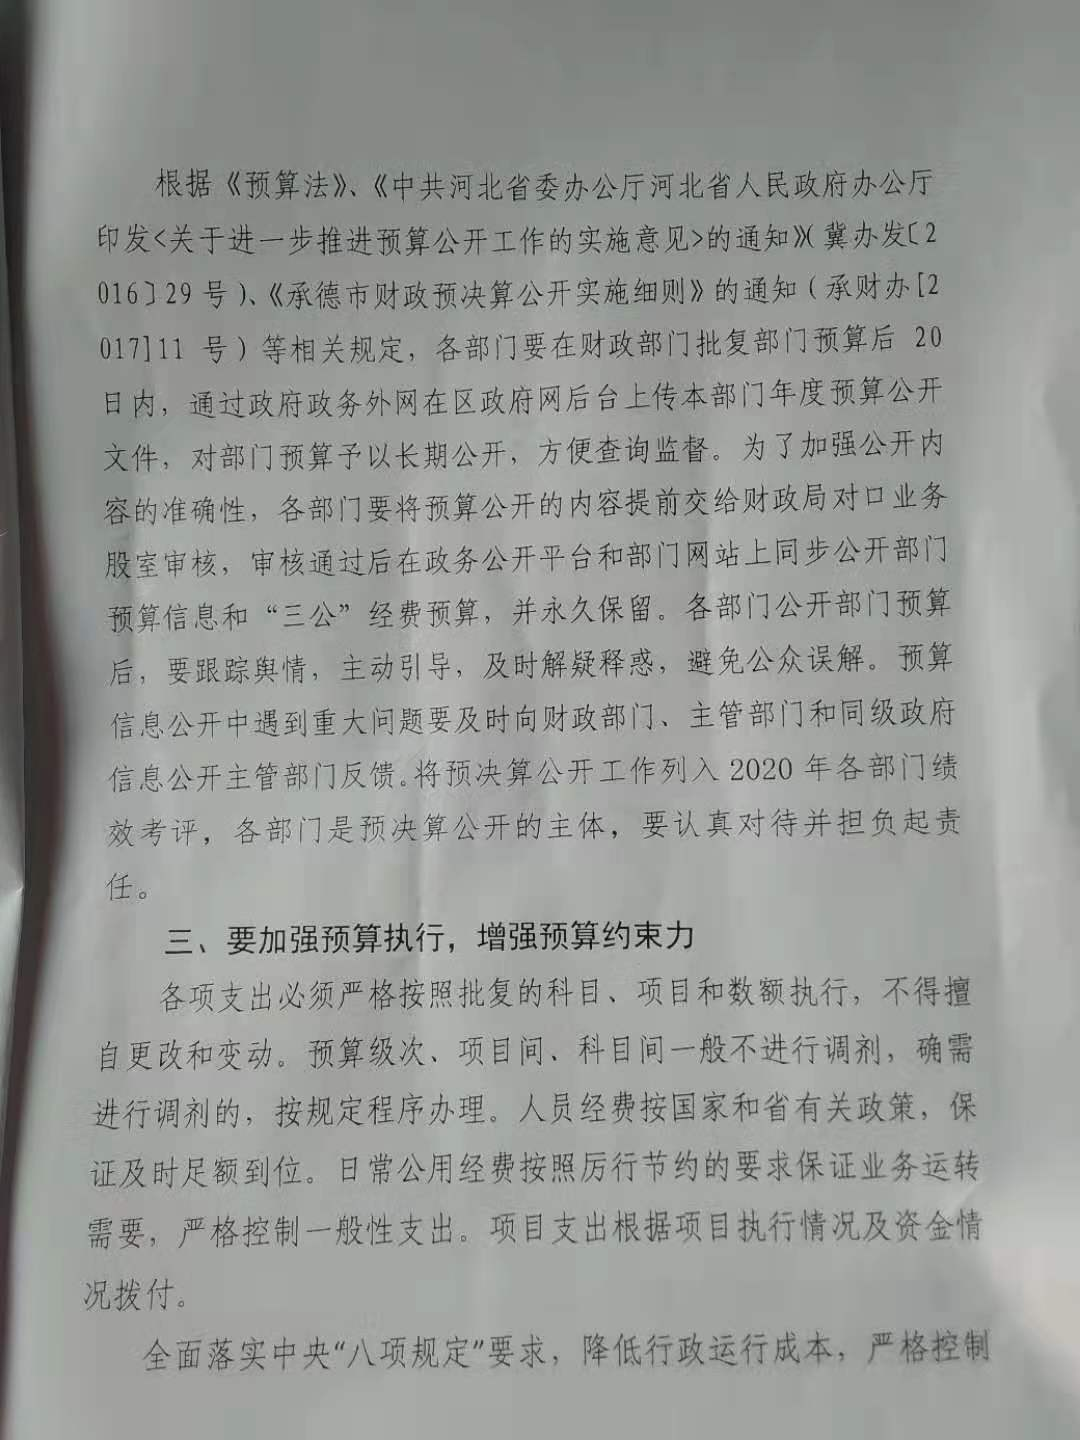 根据《预算法》、《中共河北省委办公厅河北省人民政府办公厅
印发<关于进一步推进预算公开工作的实施意见>的通知》（冀办发〔2
016〕29 号）、《承德市财政预决算公开实施细则》的通知（承财办[2
017]11 号）等相关规定，各部门要在财政部门批复部门预算后 20
日内，通过政府政务外网在区政府网后台上传本部门年度预算公开
文件，对部门预算予以长期公开，方便查询监督。为了加强公开内
容的准确性，各部门要将预算公开的内容提前交给财政局对口业务
股室审核，审核通过后在政务公开平台和部门网站上同步公开部门
预算信息和“三公”经费预算，并永久保留。各部门公开部门预算
后，要跟踪舆情，主动引导，及时解疑释惑，避免公众误解。预算
信息公开中遇到重大问题要及时向财政部门、主管部门和同级政府
信息公开主管部门反馈。将预决算公开工作列入 2020 年各部门绩
效考评，各部门是预决算公开的主体，要认真对待并担负起责
任。
三、要加强预算执行，增强预算约束力
各项支出必须严格按照批复的科目、项目和数额执行，不得擅
自更改和变动。预算级次、项目间、科目间一般不进行调剂，确需
进行调剂的，按规定程序办理。人员经费按国家和省有关政策，保
证及时足额到位。日常公用经费按照厉行节约的要求保证业务运转
需要，严格控制一般性支出。项目支出根据项目执行情况及资金情
况拨付。
全面落实中央“八项规定”要求，降低行政运行成本，严格控制